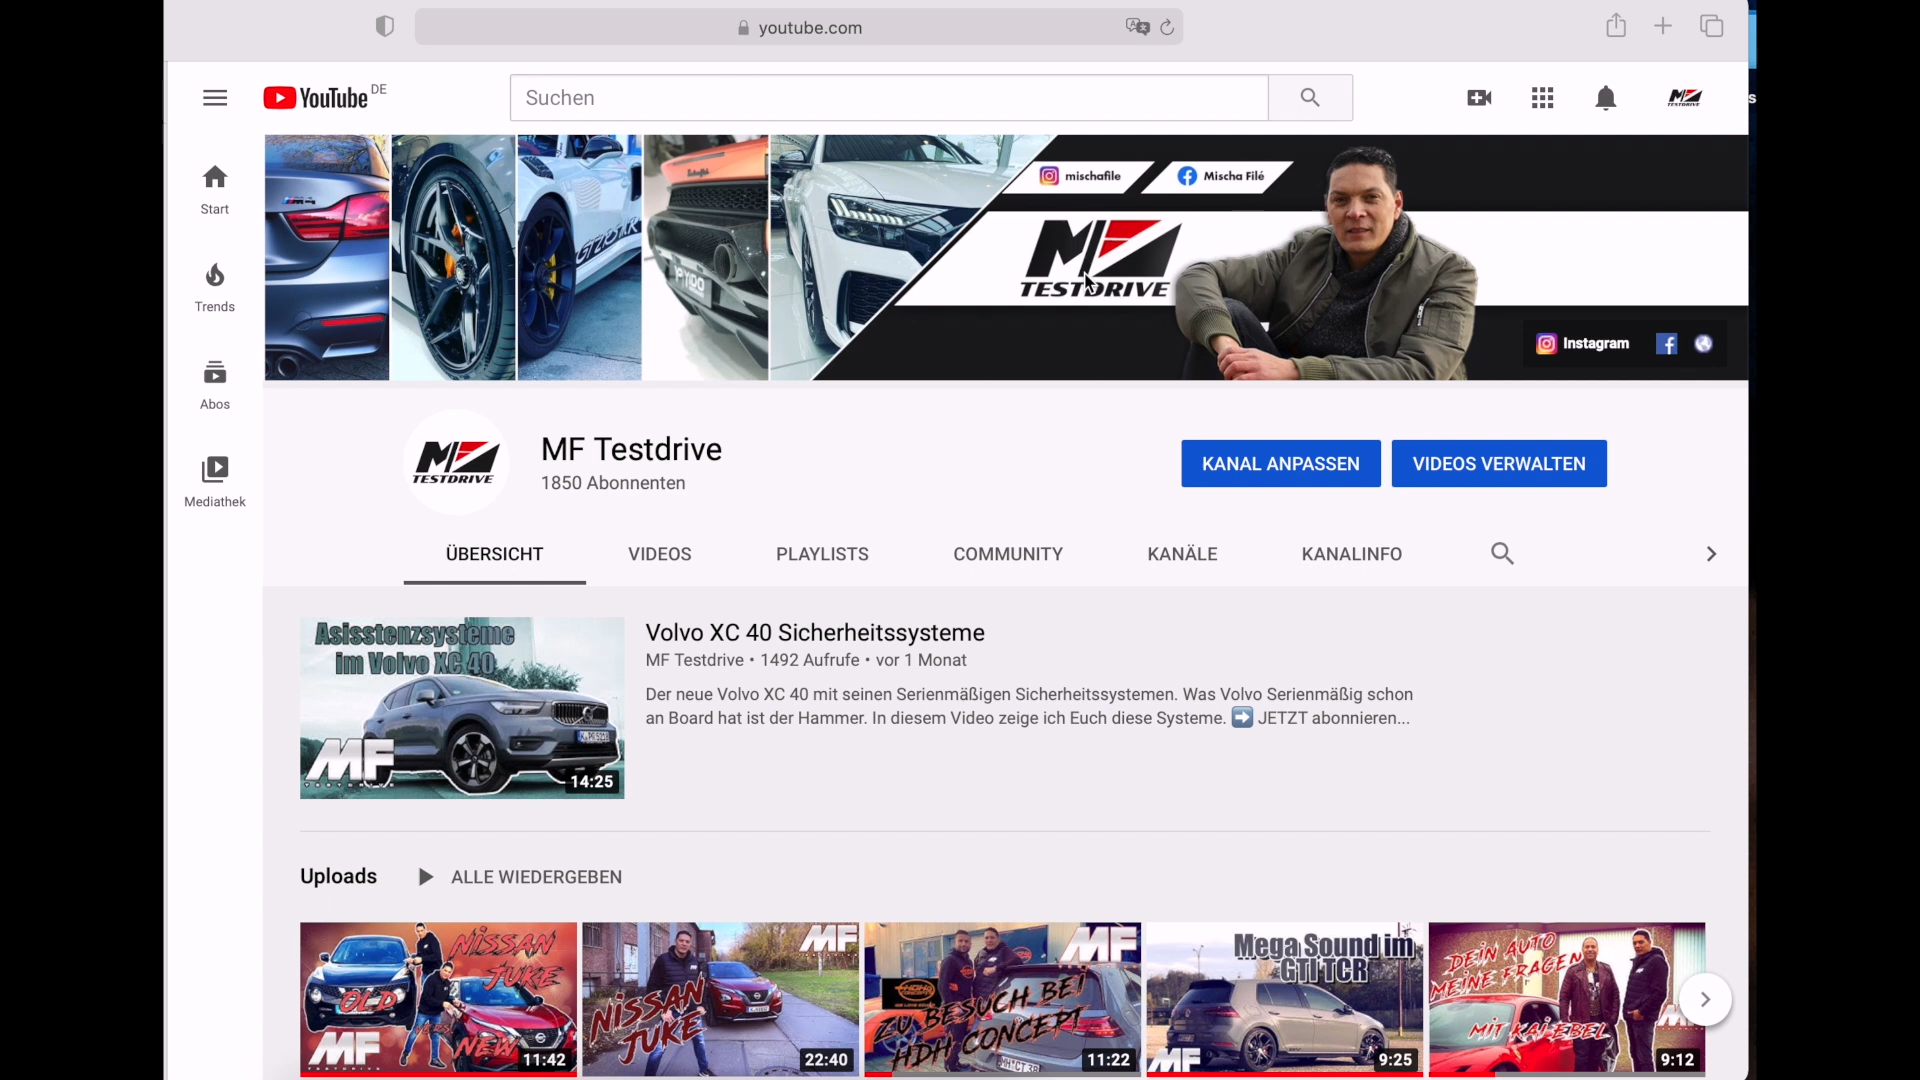 youtube.com
YouTube DE
Suchen
MF TESTDRIVE
Start
Trends
Abos
Mediathek
M4
GT2 RS
mischafile
Mischa Filé
MF
TESTDRIVE
Instagram
MF
TESTDRIVE
MF Testdrive
1850 Abonnenten
KANAL ANPASSEN
VIDEOS VERWALTEN
ÜBERSICHT
VIDEOS
PLAYLISTS
COMMUNITY
KANÄLE
KANALINFO
Asisstenzsysteme
im Volvo XC 40
MF
14:25
Volvo XC 40 Sicherheitssysteme
MF Testdrive • 1492 Aufrufe • vor 1 Monat
Der neue Volvo XC 40 mit seinen Serienmäßigen Sicherheitssystemen. Was Volvo Serienmäßig schon
an Board hat ist der Hammer. In diesem Video zeige ich Euch diese Systeme. ➡️ JETZT abonnieren...
Uploads
ALLE WIEDERGEBEN
NISSAN
JUKE
OLD
NEW
MF
TESTDRIVE
11:42
MF
NISSAN
JUKE
22:40
MF
ZU BESUCH BEI
HDH CONCEPT
11:22
Mega Sound im
GTI TCR
MF
9:25
DEIN AUTO
MEINE FRAGEN
MIT KAI EBEL
9:12